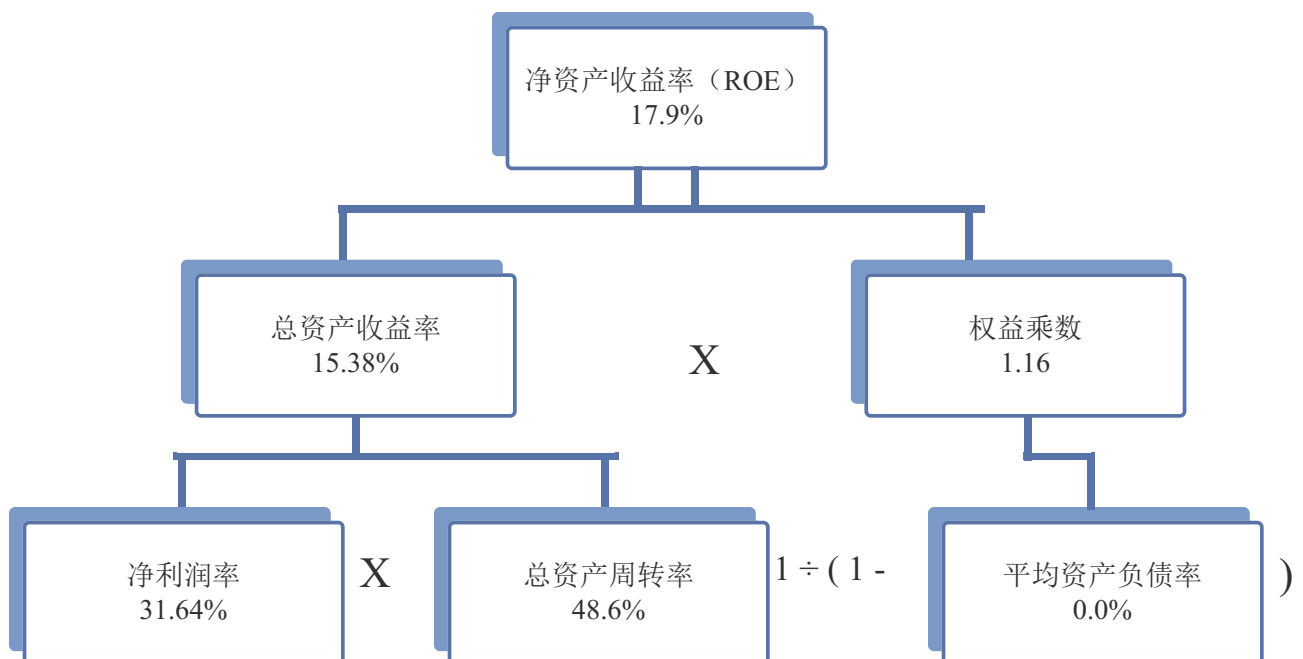 净资产收益率（ROE）
17.9%
总资产收益率
15.38%
X
权益乘数
1.16
净利润率
31.64%
X
总资产周转率
48.6%
1 ÷ ( 1 -
平均资产负债率
0.0%
)